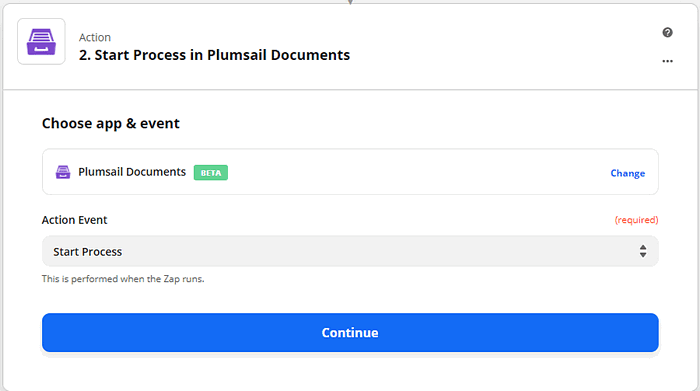 Action
2. Start Process in Plumsail Documents
Choose app & event
Plumsail Documents BETA Change
Action Event (required)
Start Process
This is performed when the Zap runs.
Continue